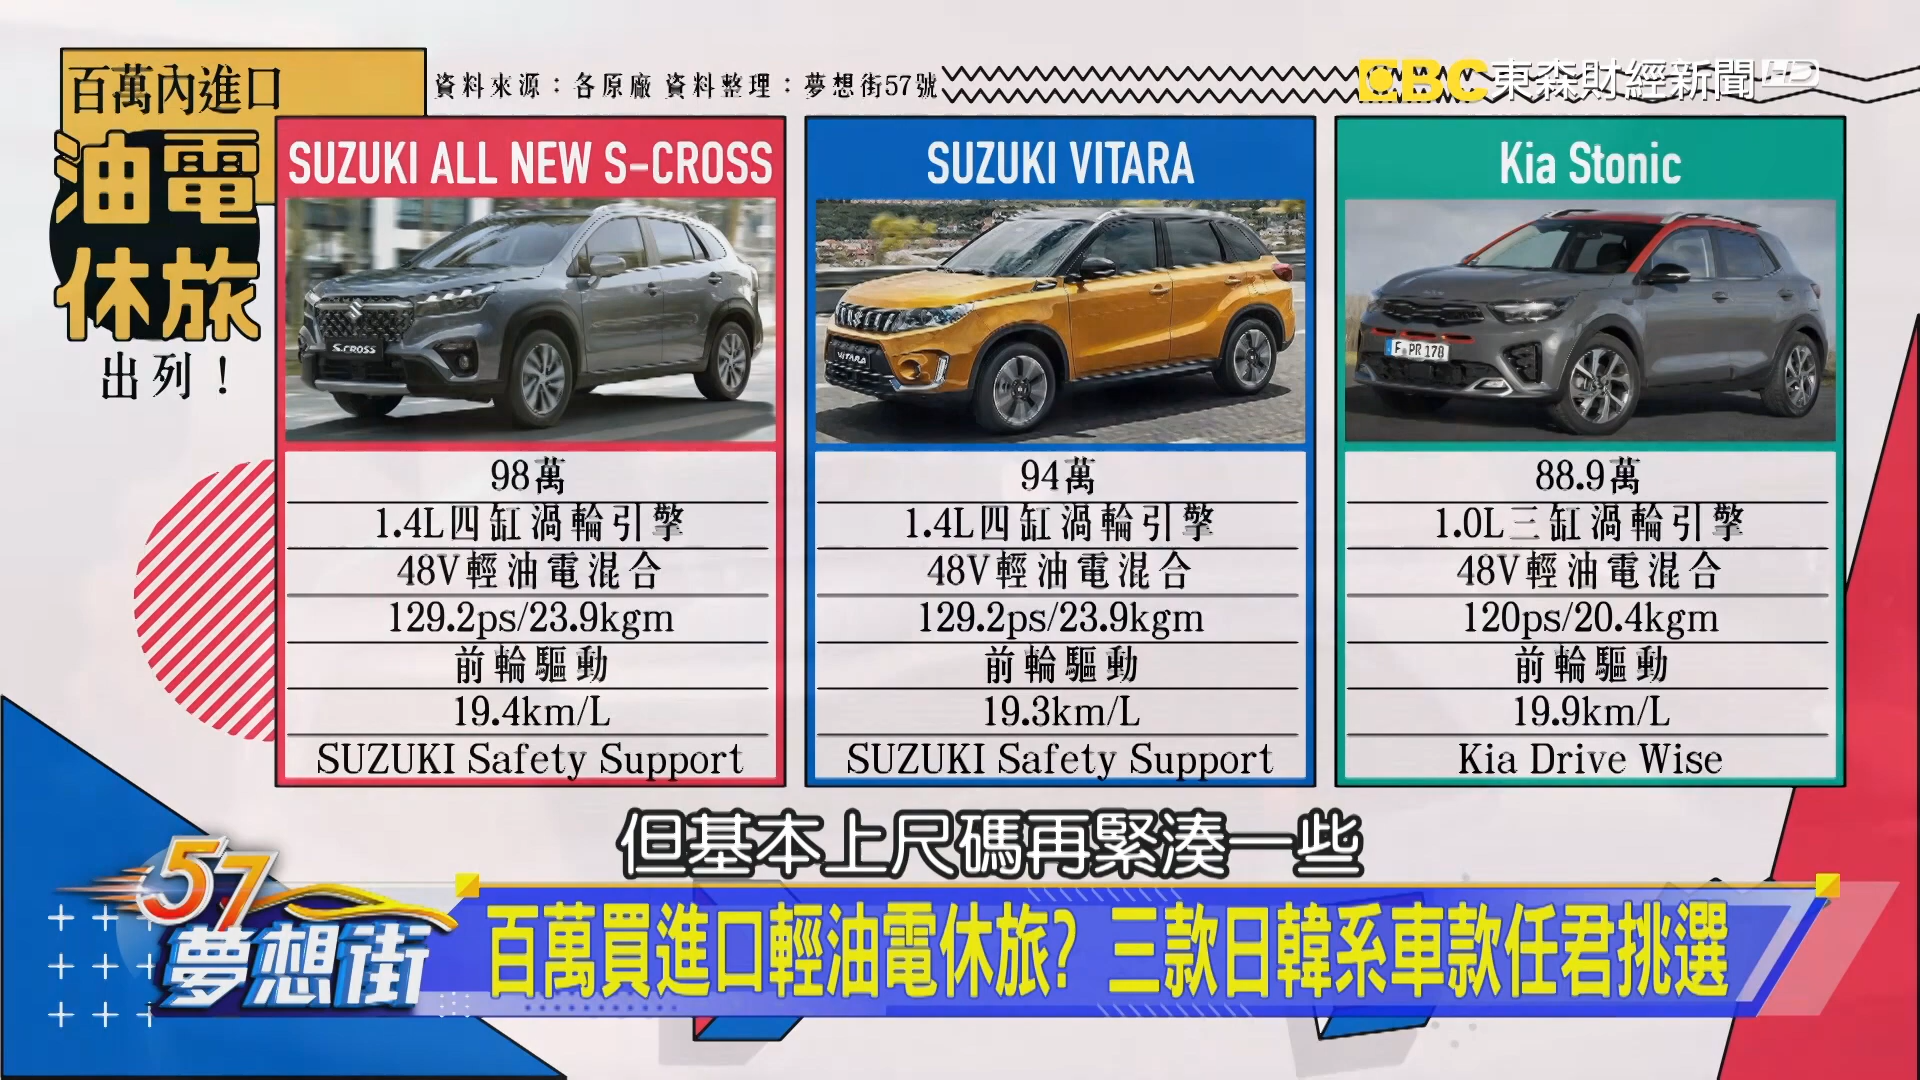 百萬內進口
油電
休旅
出列！
資料來源：各原廠 資料整理：夢想街57號
EBC 東森財經新聞 HD
SUZUKI ALL NEW S-CROSS
S-CROSS
98萬
1.4L四缸渦輪引擎
48V輕油電混合
129.2ps/23.9kgm
前輪驅動
19.4km/L
SUZUKI Safety Support
SUZUKI VITARA
VITARA
94萬
1.4L四缸渦輪引擎
48V輕油電混合
129.2ps/23.9kgm
前輪驅動
19.3km/L
SUZUKI Safety Support
Kia Stonic
F PR 178
88.9萬
1.0L三缸渦輪引擎
48V輕油電混合
120ps/20.4kgm
前輪驅動
19.9km/L
Kia Drive Wise
但基本上尺碼再緊湊一些
57
夢想街
百萬買進口輕油電休旅? 三款日韓系車款任君挑選